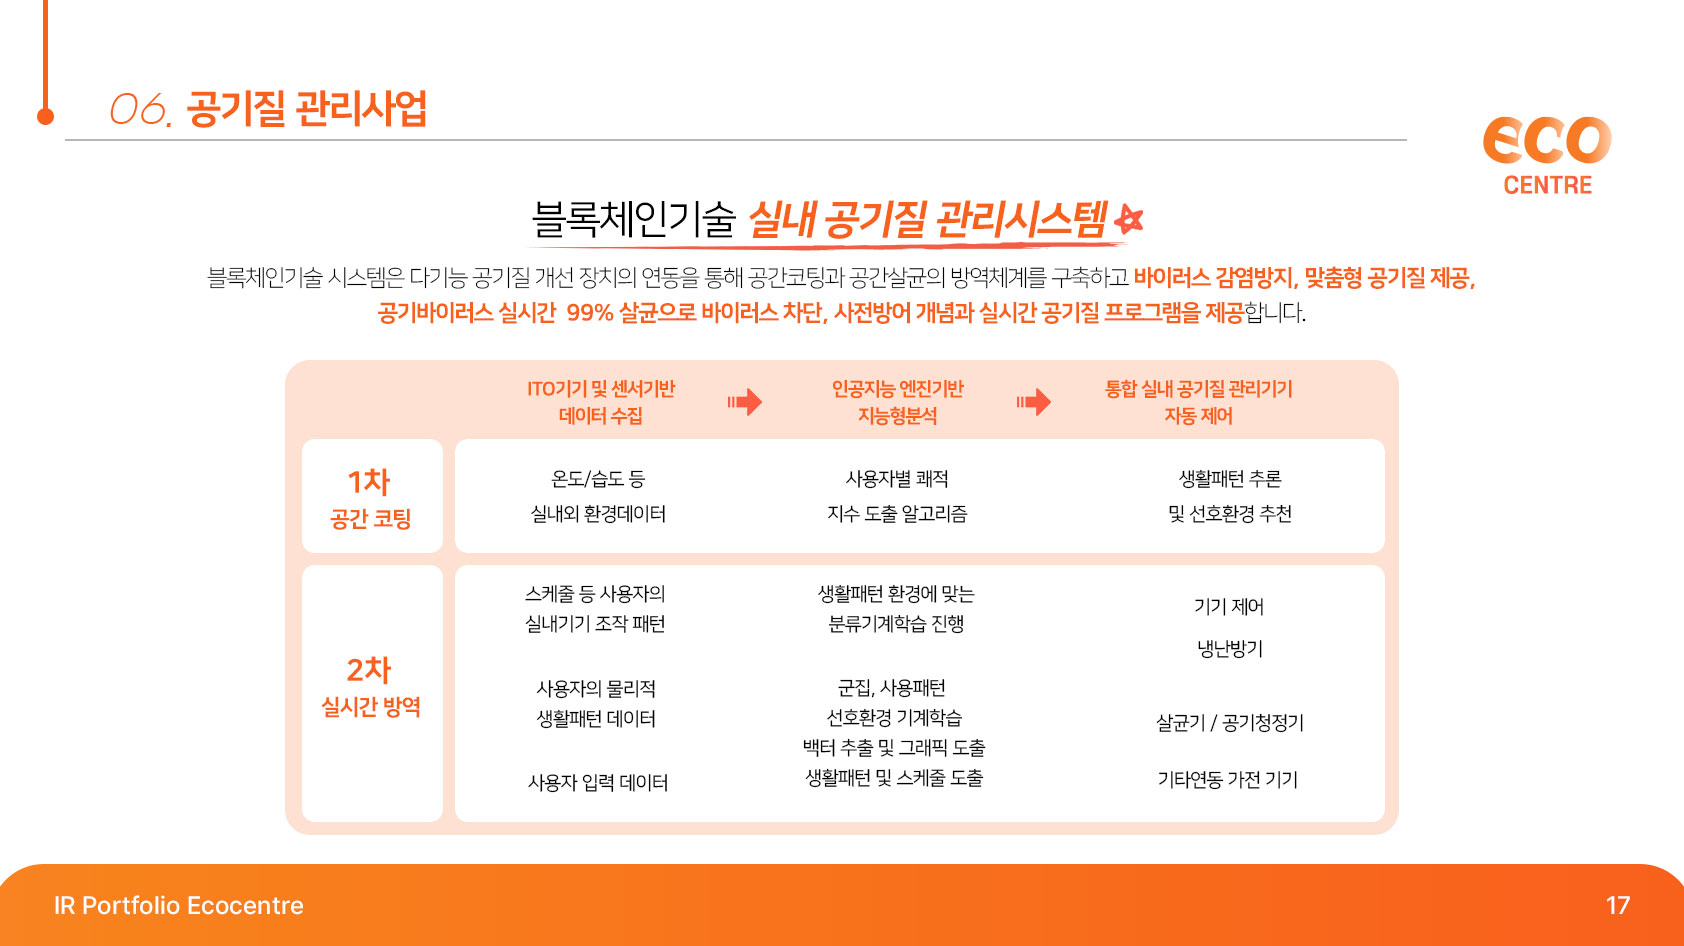 06. 공기질 관리사업
eco
CENTRE
블록체인기술 실내 공기질 관리시스템
블록체인기술 시스템은 다기능 공기질 개선 장치의 연동을 통해 공간코팅과 공간살균의 방역체계를 구축하고 바이러스 감염방지, 맞춤형 공기질 제공,
공기바이러스 실시간 99% 살균으로 바이러스 차단, 사전방어 개념과 실시간 공기질 프로그램을 제공합니다.
ITO기기 및 센서기반
데이터 수집
인공지능 엔진기반
지능형분석
통합 실내 공기질 관리기기
자동 제어
1차
공간 코팅
온도/습도 등
실내외 환경데이터
사용자별 쾌적
지수 도출 알고리즘
생활패턴 추론
및 선호환경 추천
2차
실시간 방역
스케줄 등 사용자의
실내기기 조작 패턴
사용자의 물리적
생활패턴 데이터
사용자 입력 데이터
생활패턴 환경에 맞는
분류기계학습 진행
군집, 사용패턴
선호환경 기계학습
백터 추출 및 그래픽 도출
생활패턴 및 스케줄 도출
기기 제어
냉난방기
살균기 / 공기청정기
기타연동 가전 기기
IR Portfolio Ecocentre
17